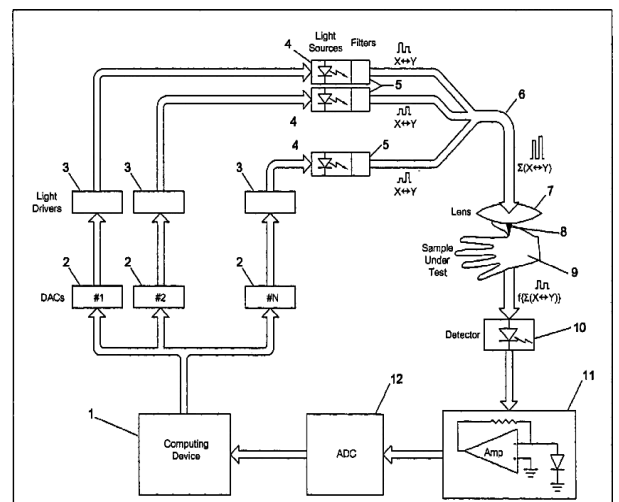 Light Sources
Filters
4
X↔Y
5
6
4
X↔Y
4
5
X↔Y
Σ(X↔Y)
3
3
3
Light Drivers
Lens
7
8
Sample Under Test
9
2
2
2
DACs
#1
#2
#N
f{Σ(X↔Y)}
10
Detector
1
Computing Device
12
ADC
11
Amp